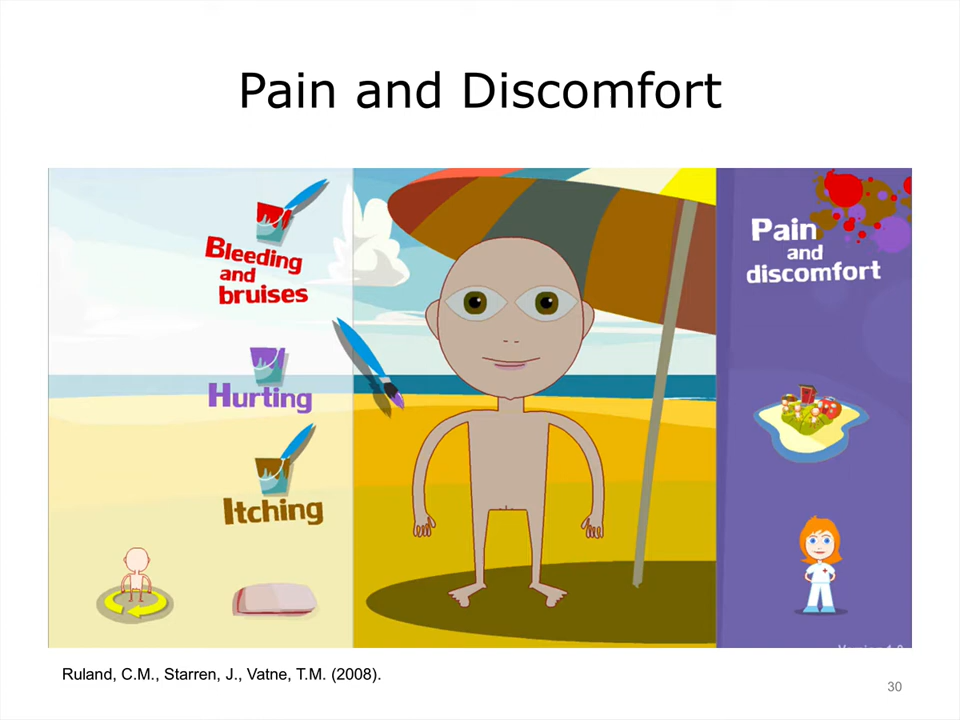 Pain and Discomfort
Bleeding
and
bruises
Hurting
Itching
Pain
and
discomfort
Ruland, C.M., Starren, J., Vatne, T.M. (2008).
30